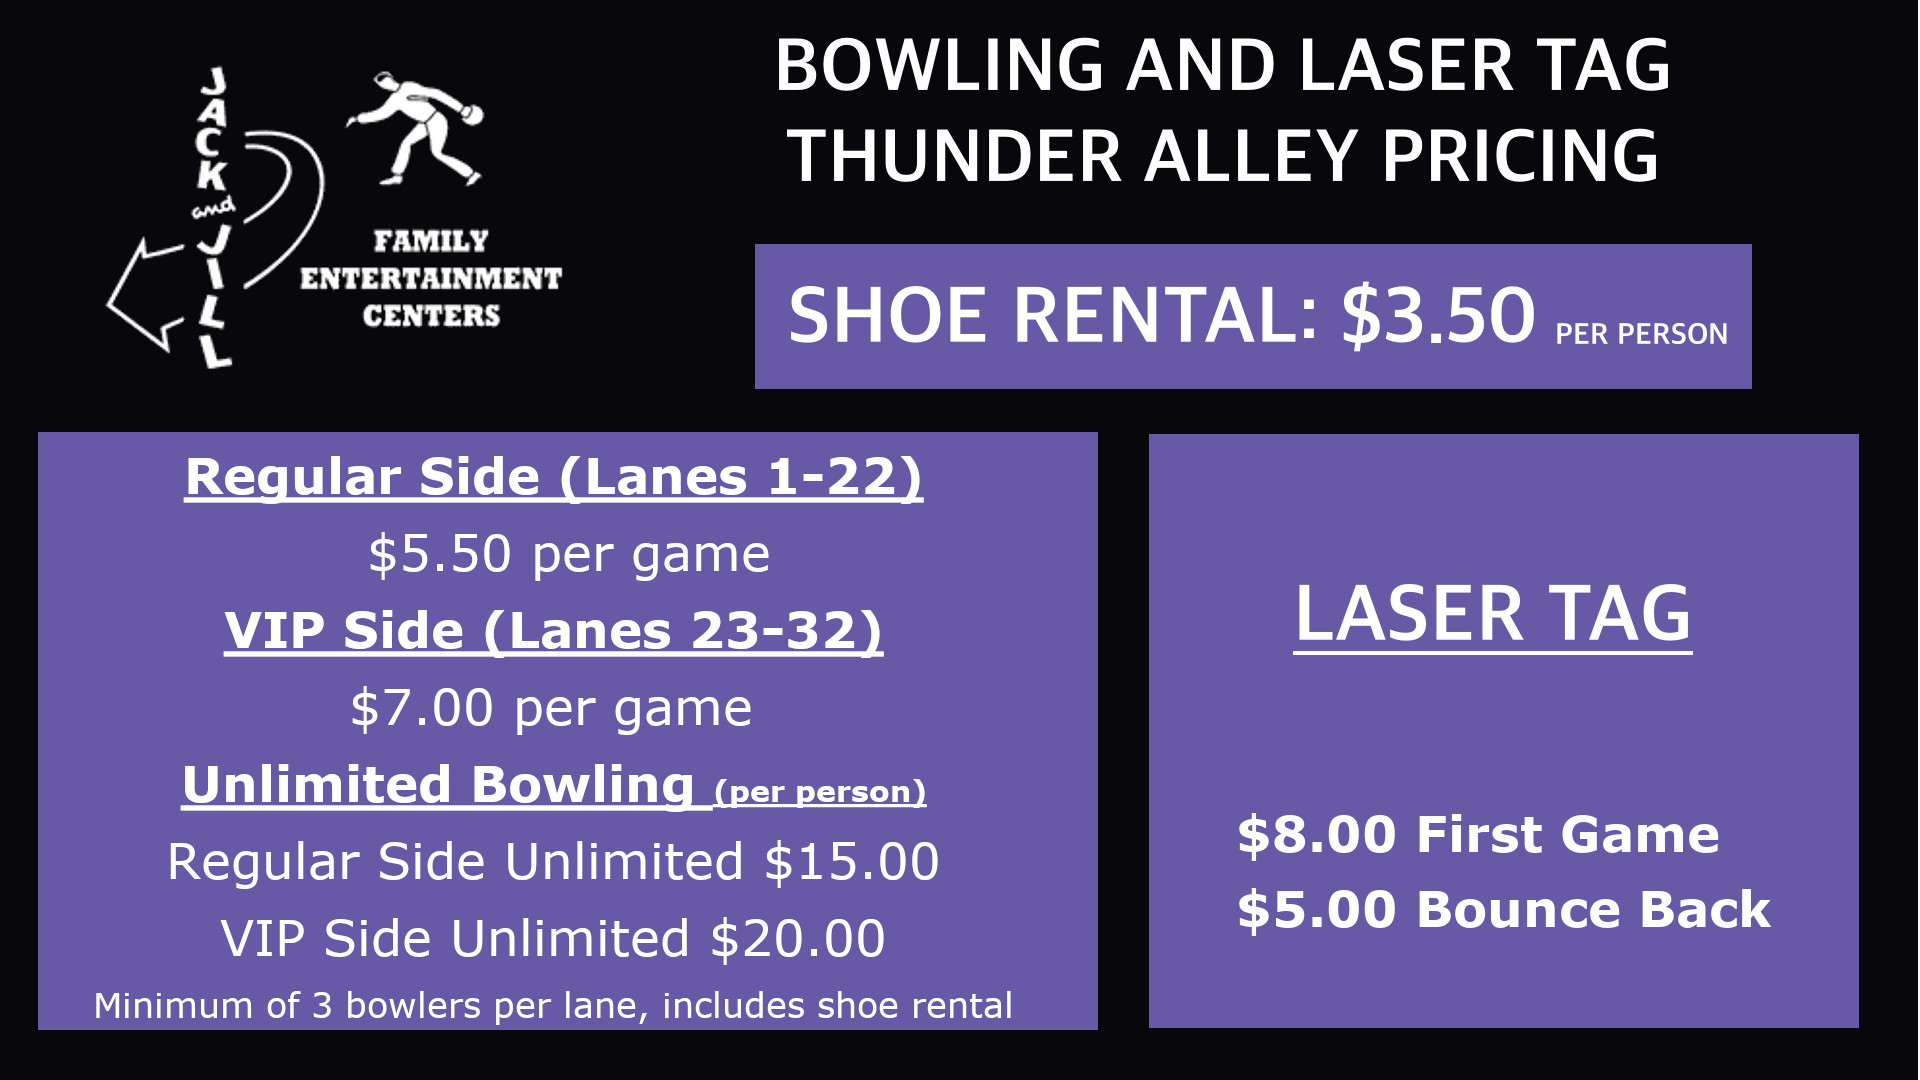 JACK
and
JILL
FAMILY
ENTERTAINMENT
CENTERS
BOWLING AND LASER TAG
THUNDER ALLEY PRICING
SHOE RENTAL: $3.50 PER PERSON
Regular Side (Lanes 1-22)
$5.50 per game
VIP Side (Lanes 23-32)
$7.00 per game
Unlimited Bowling (per person)
Regular Side Unlimited $15.00
VIP Side Unlimited $20.00
Minimum of 3 bowlers per lane, includes shoe rental
LASER TAG
$8.00 First Game
$5.00 Bounce Back